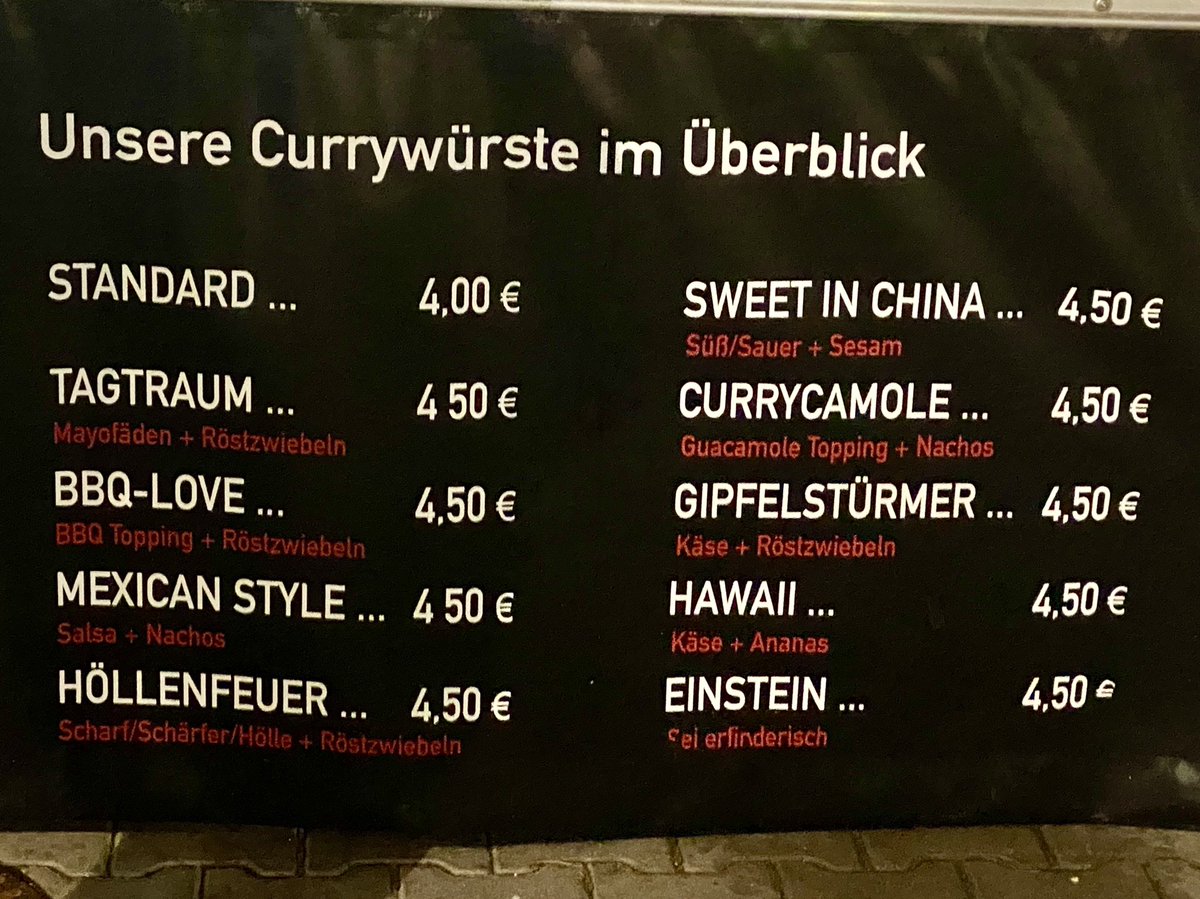 Unsere Currywürste im Überblick
STANDARD ... 4,00 €
TAGTRAUM ... 4 50 €
Mayofäden + Röstzwiebeln
BBQ-LOVE ... 4,50 €
BBQ Topping + Röstzwiebeln
MEXICAN STYLE ... 4 50 €
Salsa + Nachos
HÖLLENFEUER ... 4,50 €
Scharf/Schärfer/Hölle + Röstzwiebeln
SWEET IN CHINA ... 4,50 €
Süß/Sauer + Sesam
CURRYCAMOLE ... 4,50 €
Guacamole Topping + Nachos
GIPFELSTÜRMER ... 4,50 €
Käse + Röstzwiebeln
HAWAII ... 4,50 €
Käse + Ananas
EINSTEIN ... 4,50 €
Sei erfinderisch